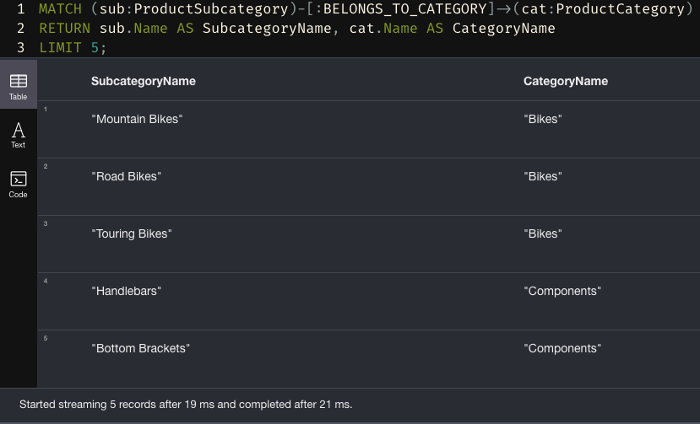 1 MATCH (sub:ProductSubcategory)-[:BELONGS_TO_CATEGORY]→(cat:ProductCategory)
2 RETURN sub.Name AS SubcategoryName, cat.Name AS CategoryName
3 LIMIT 5;
Table
Text
Code
SubcategoryName CategoryName
1 "Mountain Bikes" "Bikes"
2 "Road Bikes" "Bikes"
3 "Touring Bikes" "Bikes"
4 "Handlebars" "Components"
5 "Bottom Brackets" "Components"
Started streaming 5 records after 19 ms and completed after 21 ms.